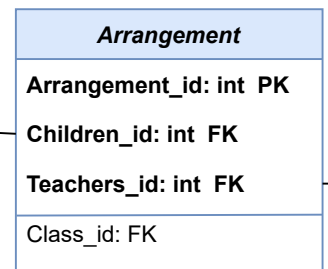 Arrangement
Arrangement_id: int PK
Children_id: int FK
Teachers_id: int FK
Class_id: FK